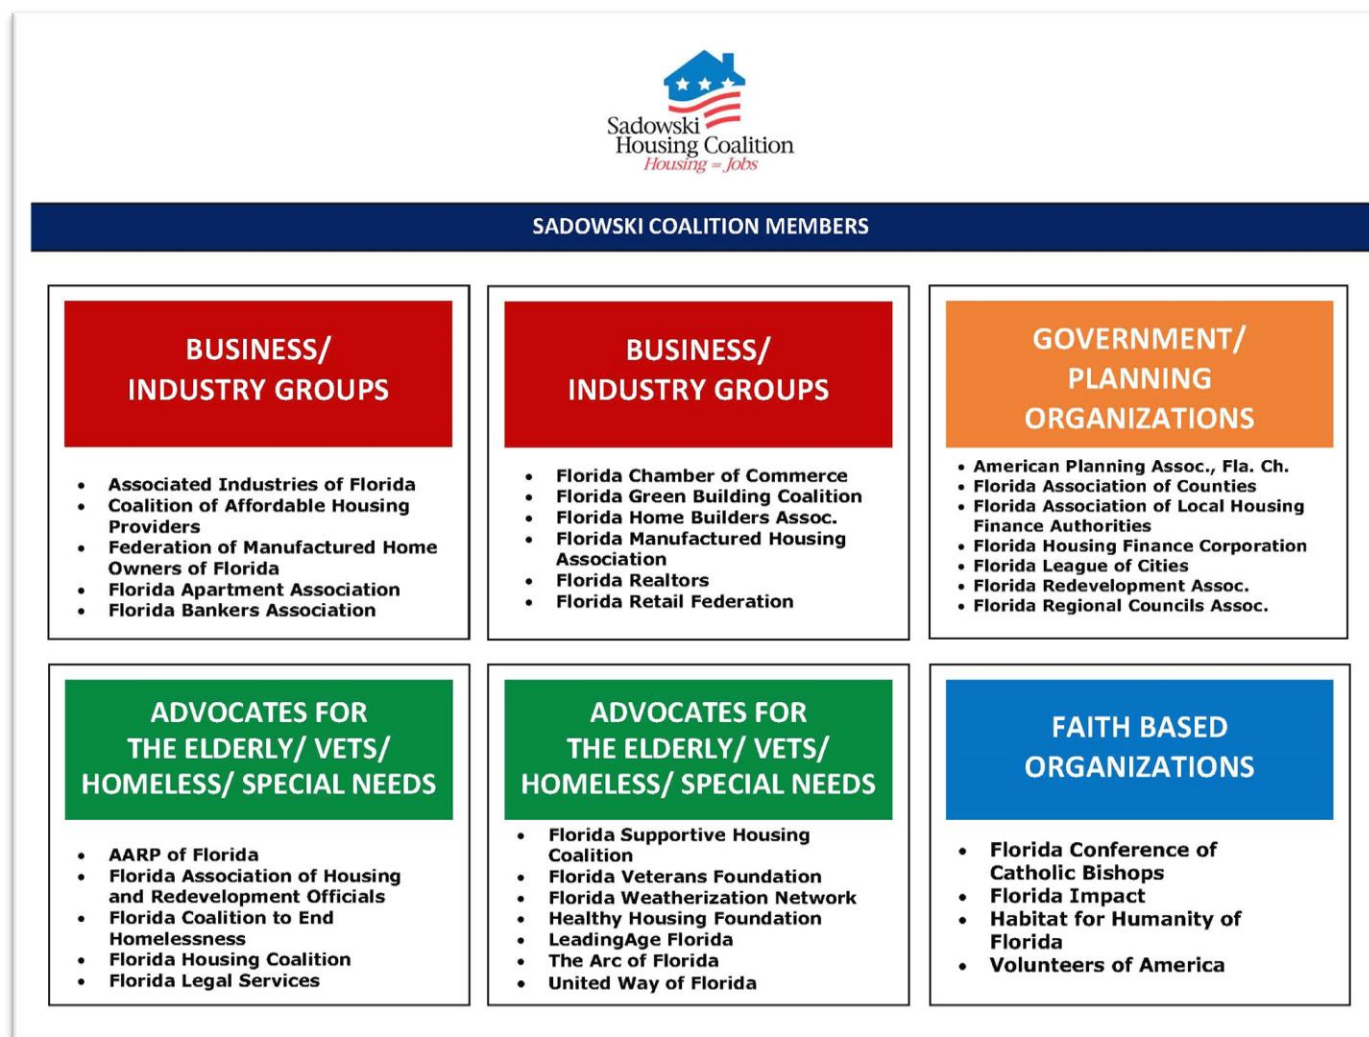 Sadowski
Housing Coalition
Housing = Jobs
SADOWSKI COALITION MEMBERS
BUSINESS/
INDUSTRY GROUPS
• Associated Industries of Florida
• Coalition of Affordable Housing
Providers
• Federation of Manufactured Home
Owners of Florida
• Florida Apartment Association
• Florida Bankers Association
BUSINESS/
INDUSTRY GROUPS
• Florida Chamber of Commerce
• Florida Green Building Coalition
• Florida Home Builders Assoc.
• Florida Manufactured Housing
Association
• Florida Realtors
• Florida Retail Federation
GOVERNMENT/
PLANNING
ORGANIZATIONS
• American Planning Assoc., Fla. Ch.
• Florida Association of Counties
• Florida Association of Local Housing
Finance Authorities
• Florida Housing Finance Corporation
• Florida League of Cities
• Florida Redevelopment Assoc.
• Florida Regional Councils Assoc.
ADVOCATES FOR
THE ELDERLY/ VETS/
HOMELESS/ SPECIAL NEEDS
• AARP of Florida
• Florida Association of Housing
and Redevelopment Officials
• Florida Coalition to End
Homelessness
• Florida Housing Coalition
• Florida Legal Services
ADVOCATES FOR
THE ELDERLY/ VETS/
HOMELESS/ SPECIAL NEEDS
• Florida Supportive Housing
Coalition
• Florida Veterans Foundation
• Florida Weatherization Network
• Healthy Housing Foundation
• LeadingAge Florida
• The Arc of Florida
• United Way of Florida
FAITH BASED
ORGANIZATIONS
• Florida Conference of
Catholic Bishops
• Florida Impact
• Habitat for Humanity of
Florida
• Volunteers of America